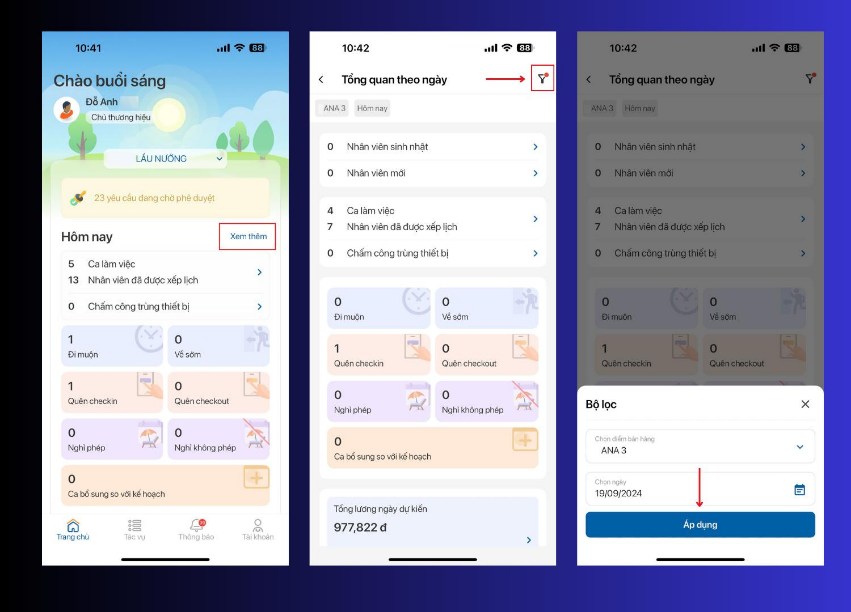 10:41
88
Chào buổi sáng
Đỗ Anh
Chủ thương hiệu
LẨU NƯỚNG
23 yêu cầu đang chờ phê duyệt
Hôm nay
Xem thêm
5 Ca làm việc
13 Nhân viên đã được xếp lịch
0 Chấm công trùng thiết bị
1
Đi muộn
0
Về sớm
1
Quên checkin
0
Quên checkout
0
Nghỉ phép
0
Nghỉ không phép
0
Ca bổ sung so với kế hoạch
Trang chủ
Tác vụ
Thông báo
Tài khoản
10:42
88
Tổng quan theo ngày
ANA 3
Hôm nay
0 Nhân viên sinh nhật
0 Nhân viên mới
4 Ca làm việc
7 Nhân viên đã được xếp lịch
0 Chấm công trùng thiết bị
0
Đi muộn
0
Về sớm
1
Quên checkin
0
Quên checkout
0
Nghỉ phép
0
Nghỉ không phép
0
Ca bổ sung so với kế hoạch
Tổng lương ngày dự kiến
977,822 đ
10:42
88
Tổng quan theo ngày
ANA 3
Hôm nay
0 Nhân viên sinh nhật
0 Nhân viên mới
4 Ca làm việc
7 Nhân viên đã được xếp lịch
0 Chấm công trùng thiết bị
0
Đi muộn
0
Về sớm
1
Quên checkin
0
Quên checkout
Bộ lọc
Chọn điểm bán hàng
ANA 3
Chọn ngày
19/09/2024
Áp dụng